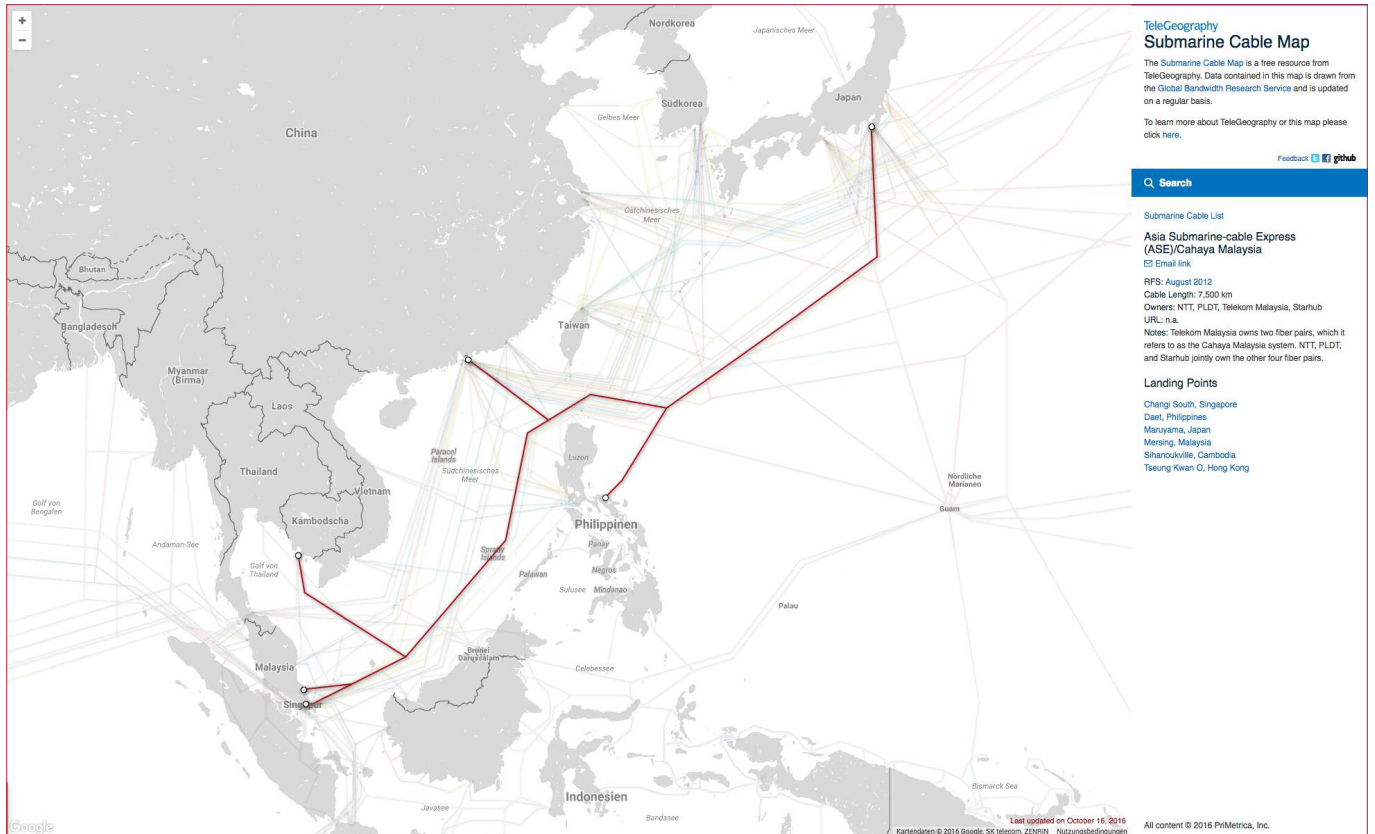 +
−
Nordkorea
Japanisches Meer
Südkorea
Japan
China
Gelbes Meer
Ostchinesisches
Meer
Bhutan
Bangladesch
Taiwan
Myanmar
(Birma)
Laos
Paracel
Islands
Südchinesisches
Meer
Luzon
Thailand
Vietnam
Nördliche
Marianen
Golf von
Bengalen
Guam
Kambodscha
Philippinen
Andaman-See
Golf von
Thailand
Spratly
Islands
Panay
Negros
Palawan
Sulusee
Mindanao
Palau
Malaysia
Brunei
Darussalam
Celebessee
Singapur
Indonesien
Bismarck Sea
Javasee
Bandasee
Google
Last updated on October 16, 2016
Kartendaten © 2016 Google, SK telecom, ZENRIN Nutzungsbedingungen
TeleGeography
Submarine Cable Map
The Submarine Cable Map is a free resource from
TeleGeography. Data contained in this map is drawn from
the Global Bandwidth Research Service and is updated
on a regular basis.
To learn more about TeleGeography or this map please
click here.
Feedback github
Search
Submarine Cable List
Asia Submarine-cable Express
(ASE)/Cahaya Malaysia
Email link
RFS: August 2012
Cable Length: 7,500 km
Owners: NTT, PLDT, Telekom Malaysia, Starhub
URL: n.a.
Notes: Telekom Malaysia owns two fiber pairs, which it
refers to as the Cahaya Malaysia system. NTT, PLDT,
and Starhub jointly own the other four fiber pairs.
Landing Points
Changi South, Singapore
Daet, Philippines
Maruyama, Japan
Mersing, Malaysia
Sihanoukville, Cambodia
Tseung Kwan O, Hong Kong
All content © 2016 PriMetrica, Inc.